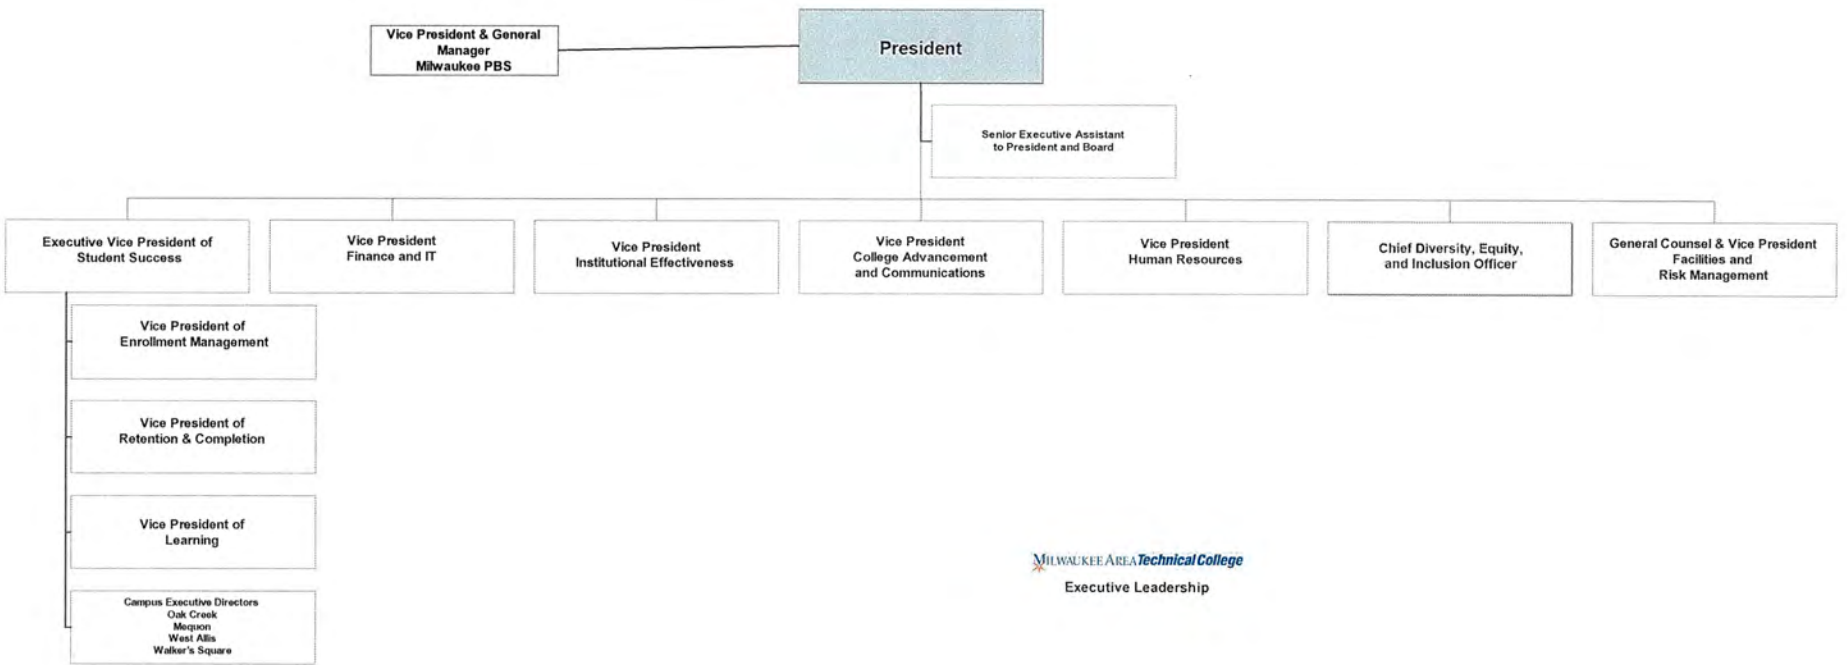 Vice President & General
Manager
Milwaukee PBS
President
Senior Executive Assistant
to President and Board
Executive Vice President of
Student Success
Vice President
Finance and IT
Vice President
Institutional Effectiveness
Vice President
College Advancement
and Communications
Vice President
Human Resources
Chief Diversity, Equity,
and Inclusion Officer
General Counsel & Vice President
Facilities and
Risk Management
Vice President of
Enrollment Management
Vice President of
Retention & Completion
Vice President of
Learning
Campus Executive Directors
Oak Creek
Mequon
West Allis
Walker's Square
MILWAUKEE AREA Technical College
Executive Leadership